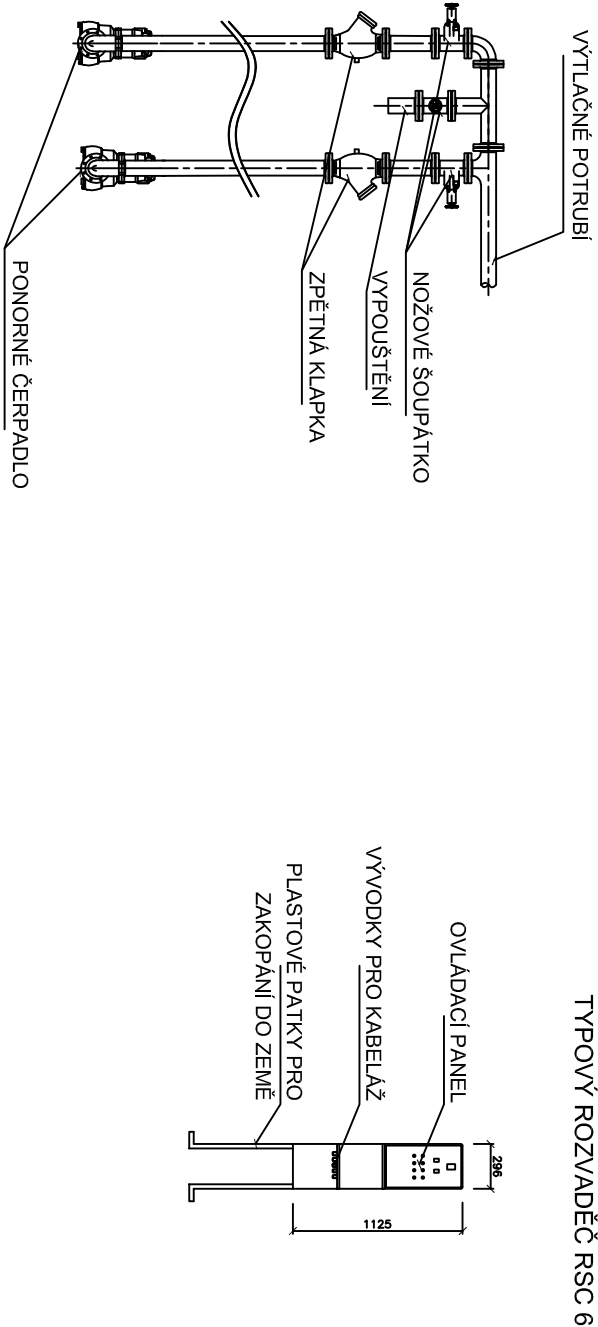 VÝTLAČNÉ POTRUBÍ
NOŽOVÉ ŠOUPÁTKO
VYPOUŠTĚNÍ
ZPĚTNÁ KLAPKA
PONORNÉ ČERPADLO
TYPOVÝ ROZVADĚČ RSC 6
OVLÁDACÍ PANEL
VÝVODKY PRO KABELÁŽ
PLASTOVÉ PATKY PRO
ZAKOPÁNÍ DO ZEMĚ
296
1125